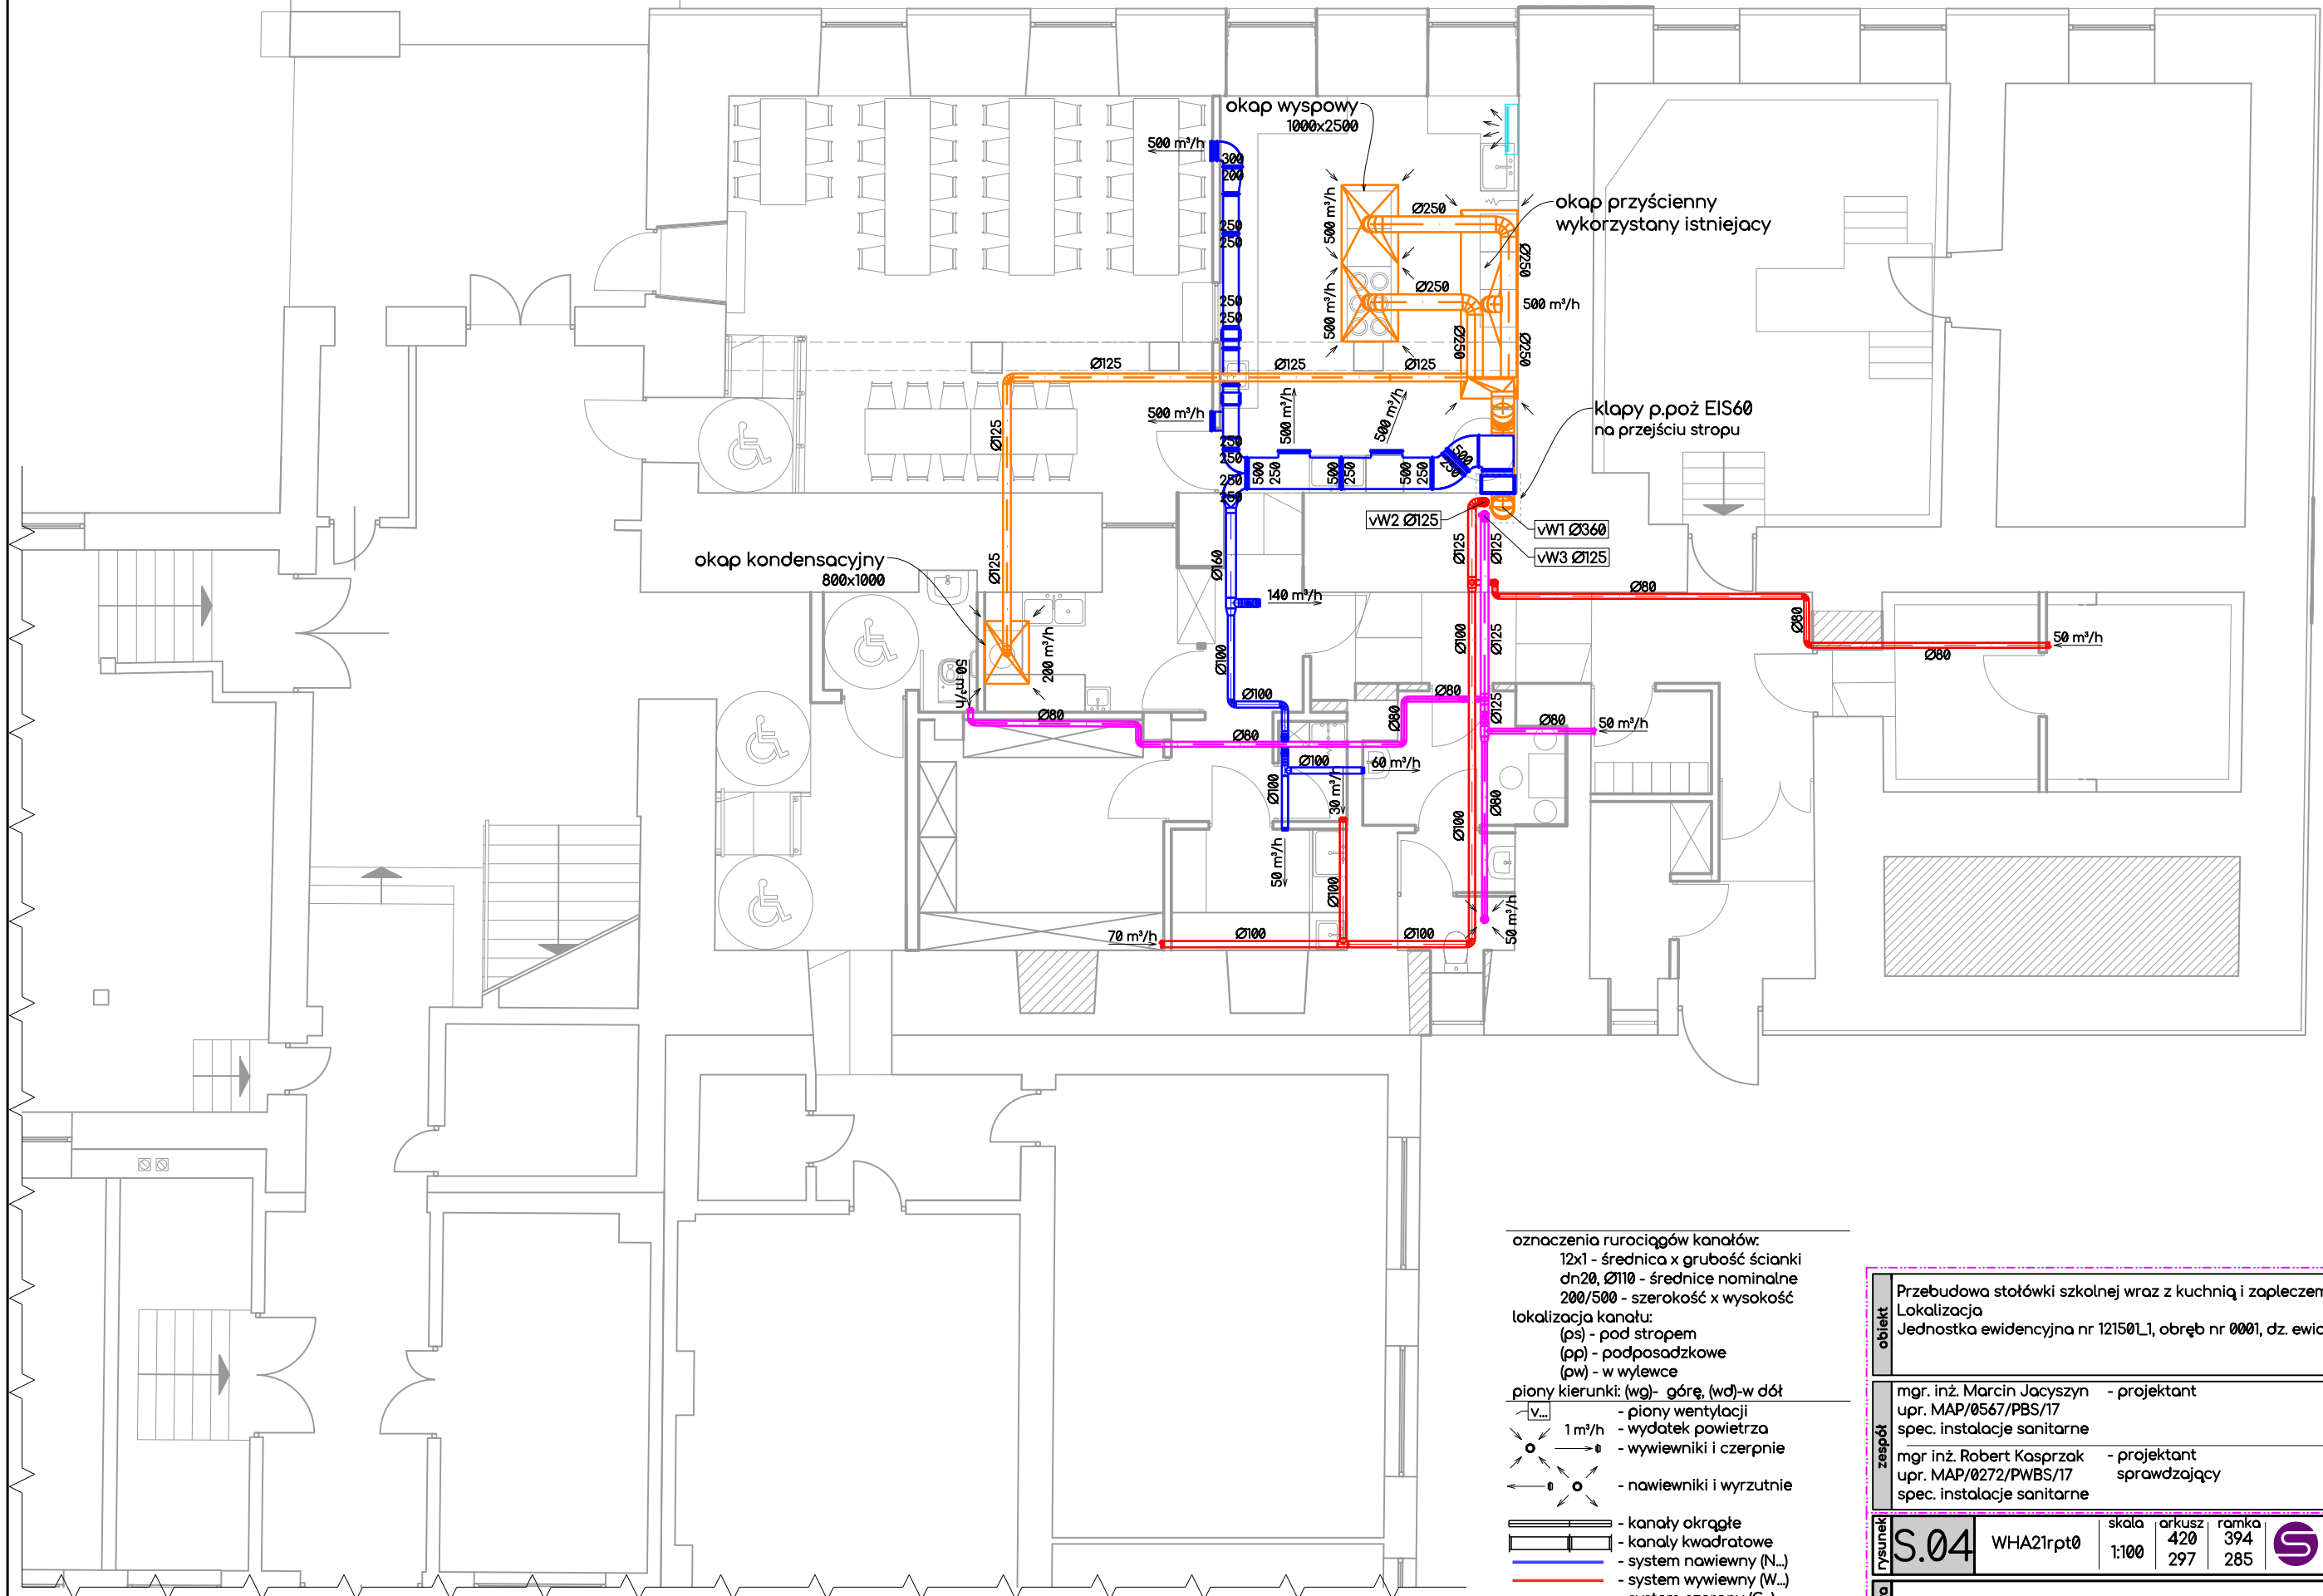 okap wyspowy
1000x2500
500 m³/h
300
200
500 m³/h
Ø250
okap przyścienny
wykorzystany istniejacy
250
250
Ø250
500 m³/h
Ø250
500 m³/h
250
250
Ø250
Ø250
Ø125
Ø125
Ø125
500 m³/h
500 m³/h
500 m³/h
klapy p.poż EIS60
na przejściu stropu
Ø125
250
250
500
250
500
250
500
250
500
250
250
250
vW2 Ø125
vW1 Ø360
vW3 Ø125
okap kondensacyjny
800x1000
Ø125
Ø160
Ø125
Ø125
140 m³/h
Ø80
Ø80
50 m³/h
Ø80
50 m³/h
200 m³/h
Ø100
Ø100
Ø125
Ø100
Ø80
Ø80
Ø125
Ø80
Ø80
50 m³/h
Ø80
Ø100
60 m³/h
Ø100
30 m³/h
Ø80
Ø100
50 m³/h
Ø100
70 m³/h
Ø100
Ø100
50 m³/h
oznaczenia rurociągów kanałów:
12x1 - średnica x grubość ścianki
dn20, Ø110 - średnice nominalne
200/500 - szerokość x wysokość
lokalizacja kanału:
(ps) - pod stropem
(pp) - podposadzkowe
(pw) - w wylewce
piony kierunki: (wg)- górę, (wd)-w dół
v... - piony wentylacji
1 m³/h - wydatek powietrza
- wywiewniki i czerpnie
- nawiewniki i wyrzutnie
- kanały okrągłe
- kanaly kwadratowe
- system nawiewny (N...)
- system wywiewny (W...)
obiekt
Przebudowa stołówki szkolnej wraz z kuchnią i zapleczem
Lokalizacja
Jednostka ewidencyjna nr 121501_1, obręb nr 0001, dz. ewid
zespół
mgr. inż. Marcin Jacyszyn - projektant
upr. MAP/0567/PBS/17
spec. instalacje sanitarne
mgr inż. Robert Kasprzak - projektant
upr. MAP/0272/PWBS/17 sprawdzający
spec. instalacje sanitarne
rysunek
S.04
WHA21rpt0
skala
1:100
arkusz
420
297
ramka
394
285